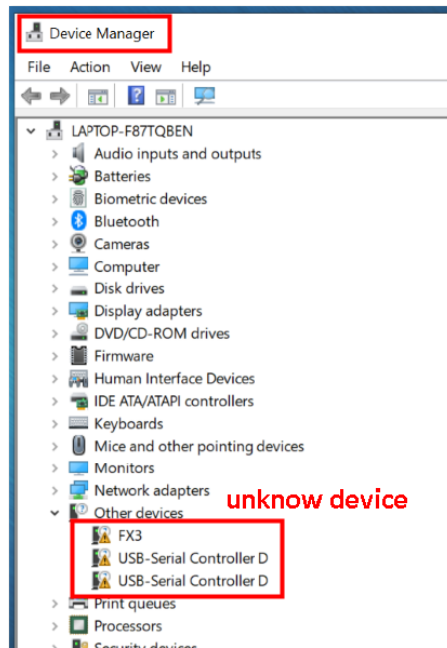 Device Manager
File Action View Help
LAPTOP-F87TQBEN
Audio inputs and outputs
Batteries
Biometric devices
Bluetooth
Cameras
Computer
Disk drives
Display adapters
DVD/CD-ROM drives
Firmware
Human Interface Devices
IDE ATA/ATAPI controllers
Keyboards
Mice and other pointing devices
Monitors
Network adapters
unknow device
Other devices
FX3
USB-Serial Controller D
USB-Serial Controller D
Print queues
Processors
Security devices